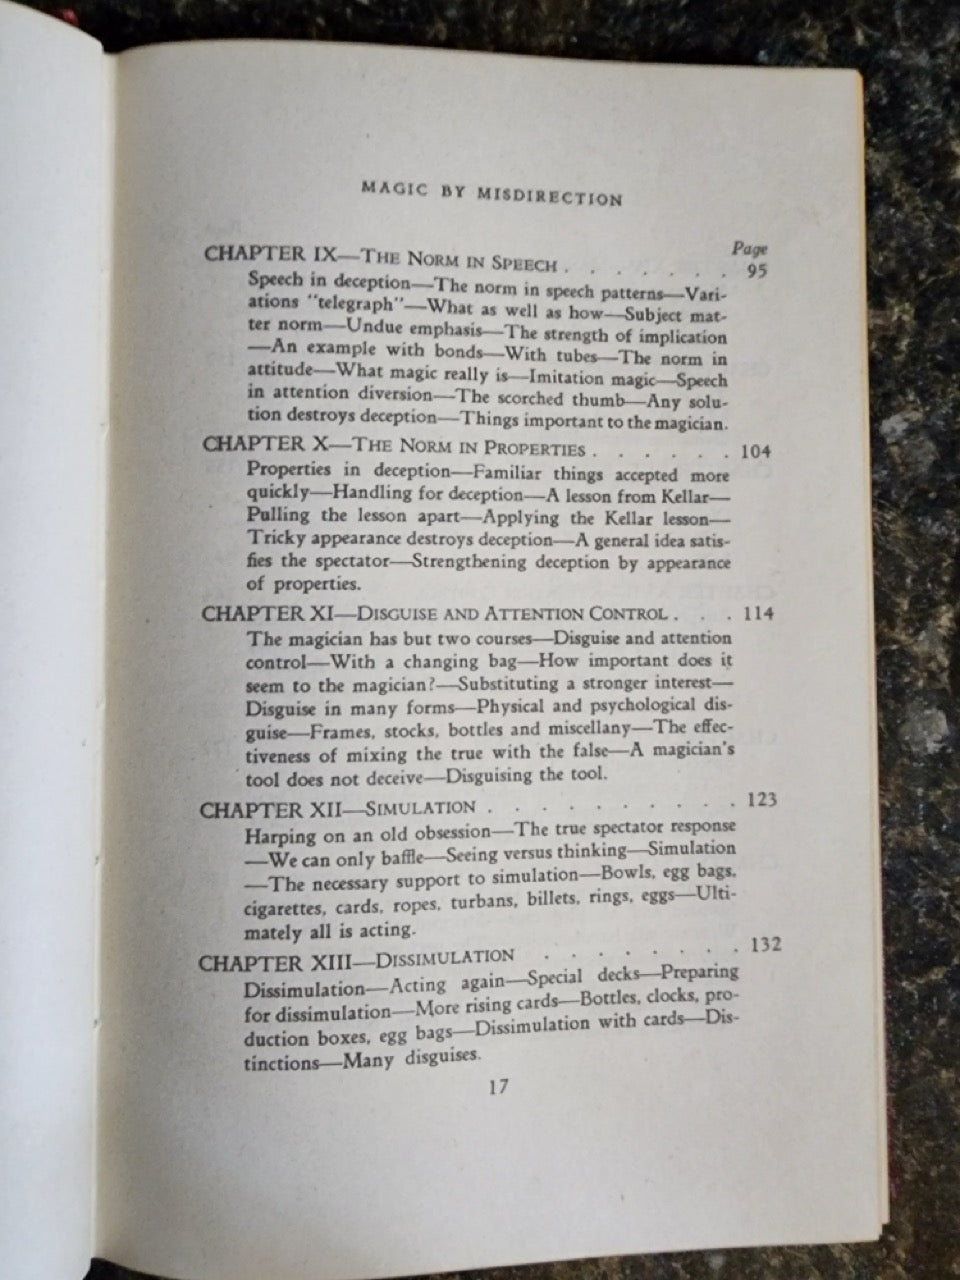 MAGIC BY MISDIRECTION
Page
CHAPTER IX—THE NORM IN SPEECH . . . . . . . 95
Speech in deception—The norm in speech patterns—Vari-
ations "telegraph"—What as well as how—Subject mat-
ter norm—Undue emphasis—The strength of implication
—An example with bonds—With tubes—The norm in
attitude—What magic really is—Imitation magic—Speech
in attention diversion—The scorched thumb—Any solu-
tion destroys deception—Things important to the magician.
CHAPTER X—THE NORM IN PROPERTIES . . . . . . 104
Properties in deception—Familiar things accepted more
quickly—Handling for deception—A lesson from Kellar—
Pulling the lesson apart—Applying the Kellar lesson—
Tricky appearance destroys deception—A general idea satis-
fies the spectator—Strengthening deception by appearance
of properties.
CHAPTER XI—DISGUISE AND ATTENTION CONTROL . . . 114
The magician has but two courses—Disguise and attention
control—With a changing bag—How important does it
seem to the magician?—Substituting a stronger interest—
Disguise in many forms—Physical and psychological dis-
guise—Frames, stocks, bottles and miscellany—The effec-
tiveness of mixing the true with the false—A magician's
tool does not deceive—Disguising the tool.
CHAPTER XII—SIMULATION . . . . . . . . . . 123
Harping on an old obsession—The true spectator response
—We can only baffle—Seeing versus thinking—Simulation
—The necessary support to simulation—Bowls, egg bags,
cigarettes, cards, ropes, turbans, billets, rings, eggs—Ulti-
mately all is acting.
CHAPTER XIII—DISSIMULATION . . . . . . . . 132
Dissimulation—Acting again—Special decks—Preparing
for dissimulation—More rising cards—Bottles, clocks, pro-
duction boxes, egg bags—Dissimulation with cards—Dis-
tinctions—Many disguises.
17